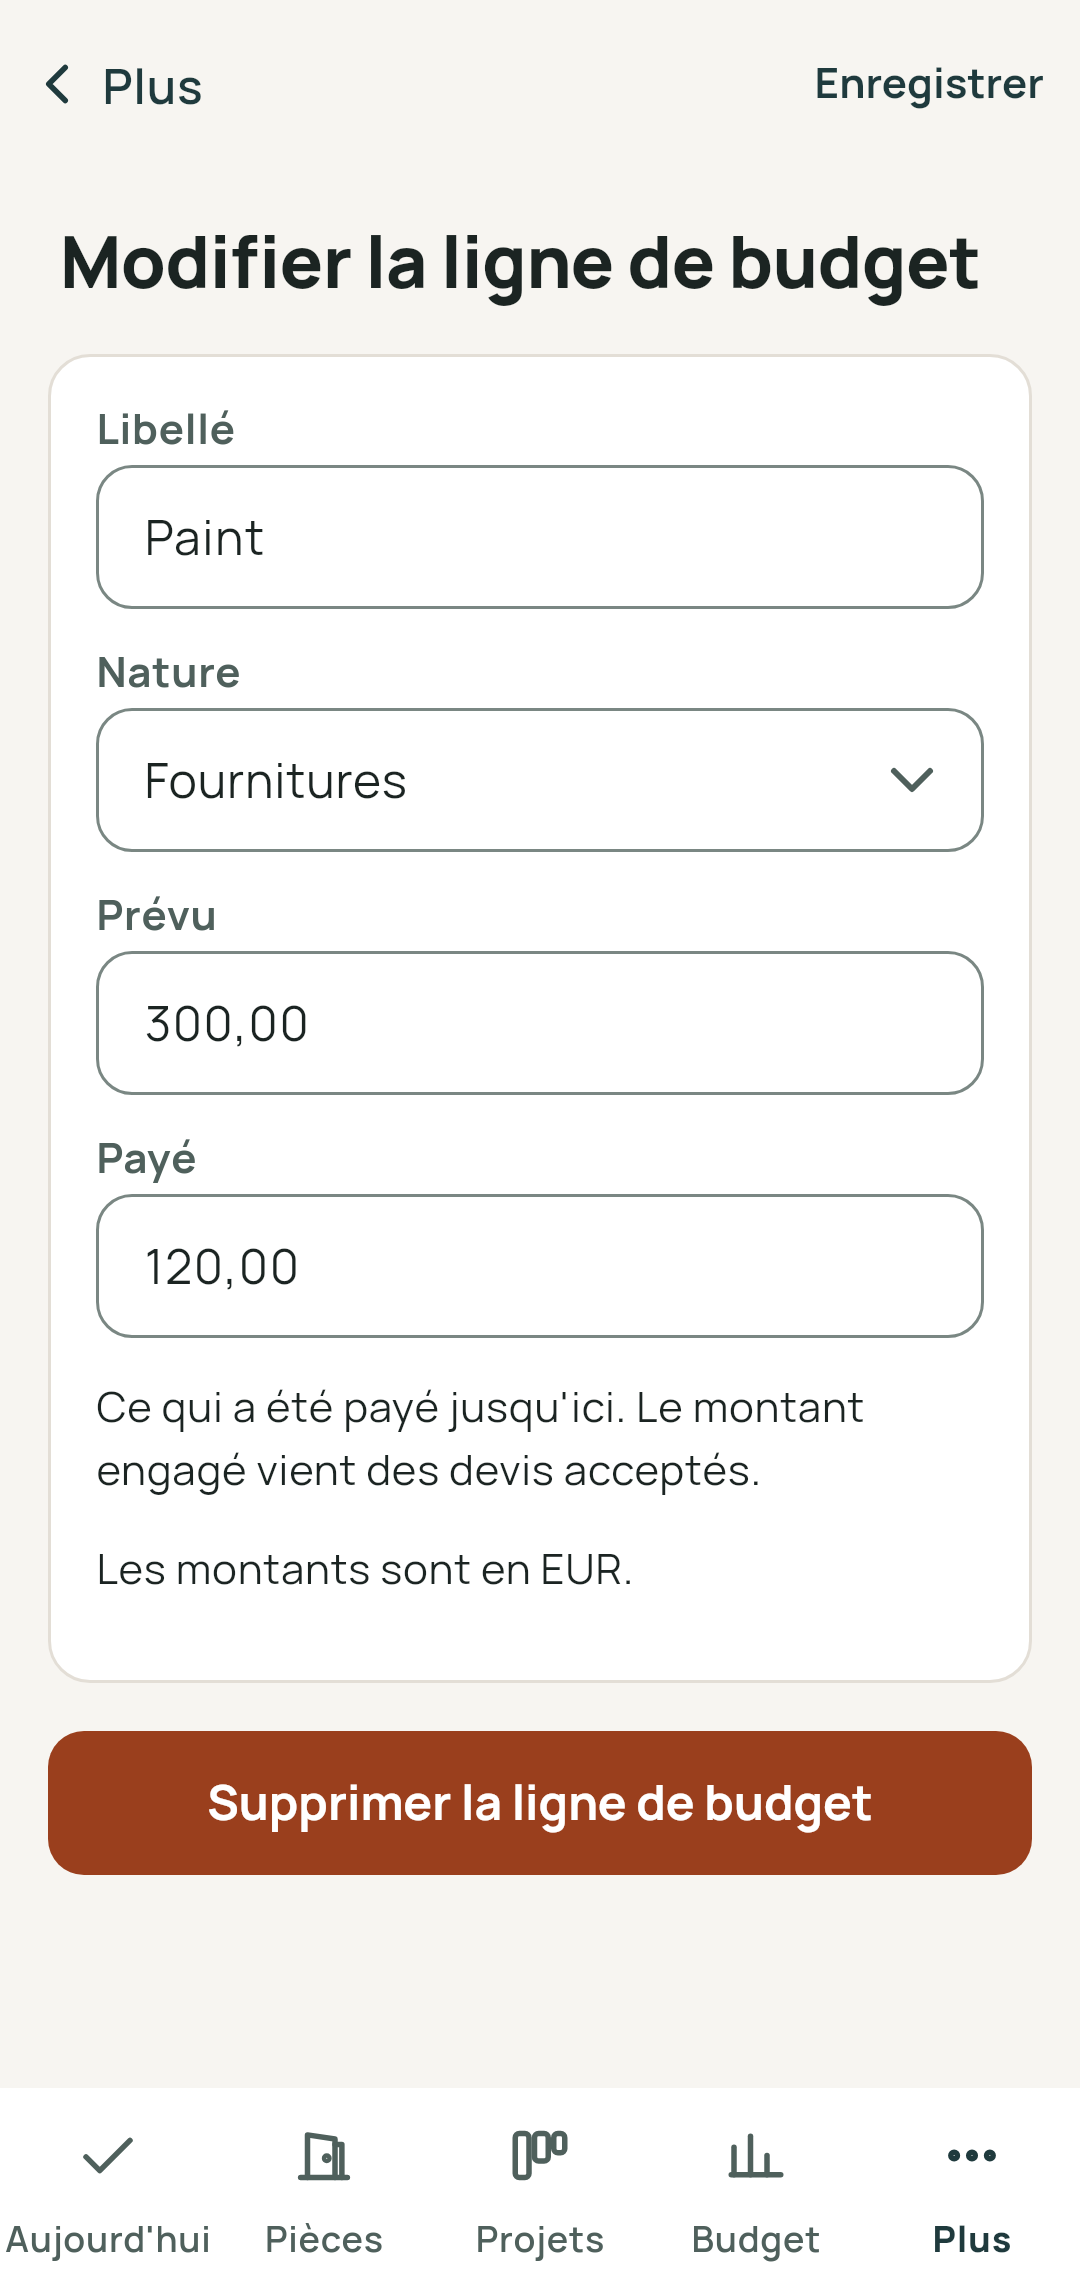 Plus
Enregistrer
Modifier la ligne de budget
Libellé
Paint
Nature
Fournitures
Prévu
300,00
Payé
120,00
Ce qui a été payé jusqu'ici. Le montant
engagé vient des devis acceptés.
Les montants sont en EUR.
Supprimer la ligne de budget
Aujourd'hui
Pièces
Projets
Budget
Plus